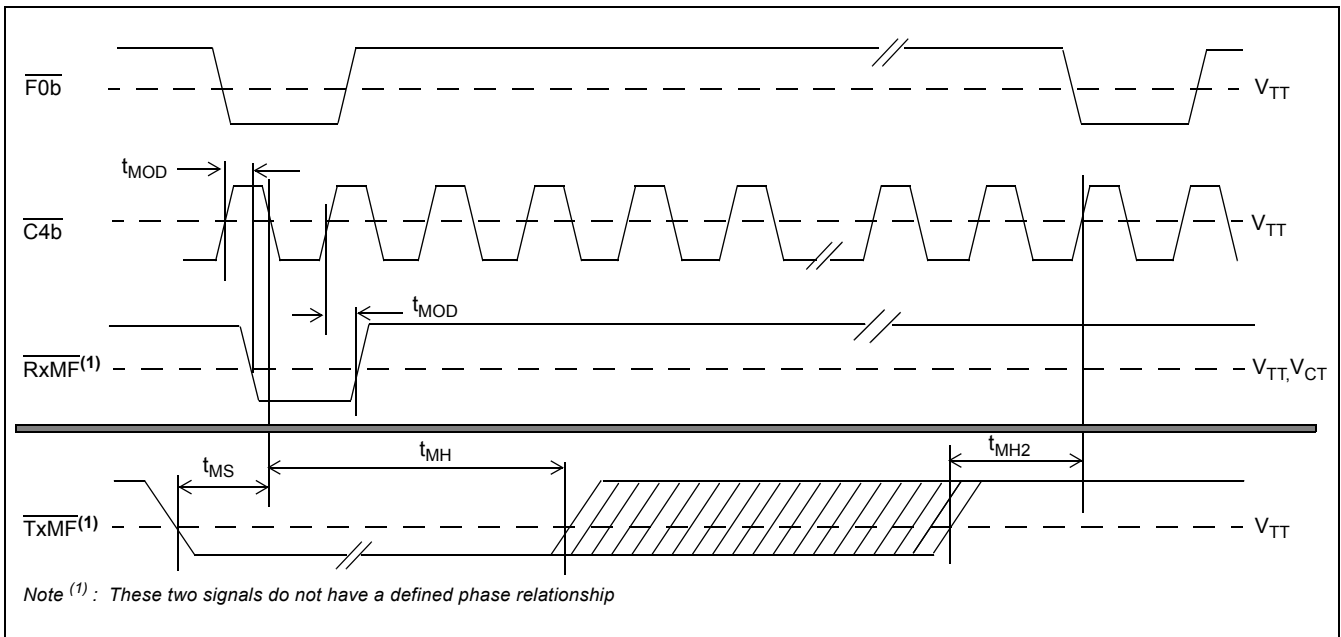 F0b
V_TT
t_MOD
C4b
V_TT
t_MOD
RxMF(1)
V_TT,V_CT
t_MS
t_MH
t_MH2
TxMF(1)
V_TT
Note (1) : These two signals do not have a defined phase relationship